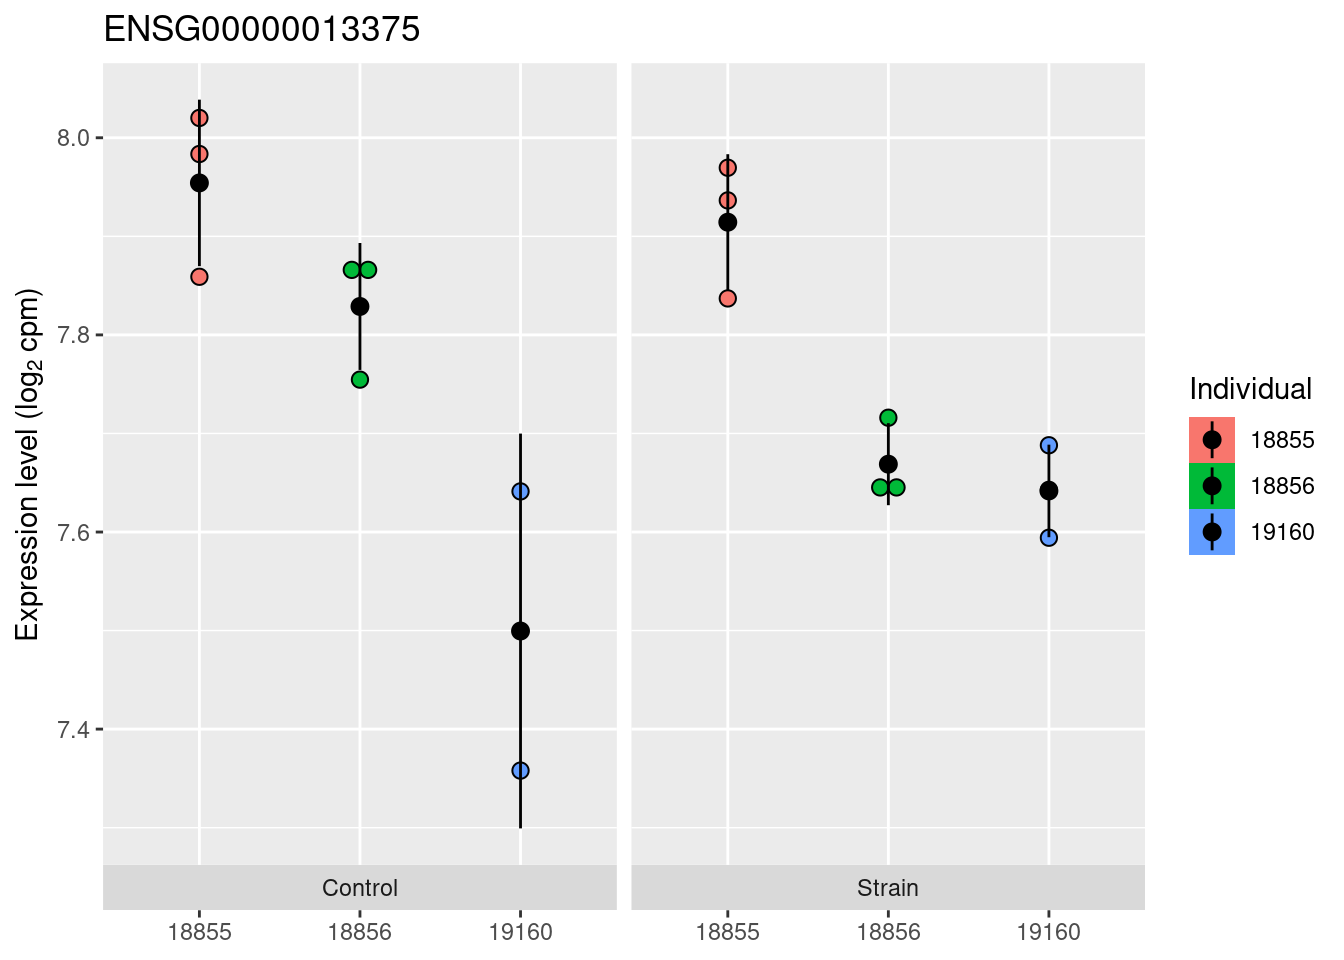 ENSG00000013375
Expression level (log₂ cpm)
8.0
7.8
7.6
7.4
Control
Strain
18855 18856 19160
18855 18856 19160
Individual
18855
18856
19160